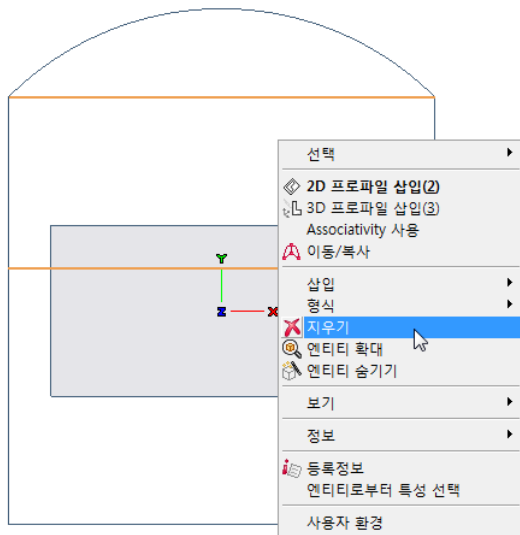 선택
2D 프로파일 삽입(2)
3D 프로파일 삽입(3)
Associativity 사용
이동/복사
삽입
형식
지우기
엔티티 확대
엔티티 숨기기
보기
정보
등록정보
엔티티로부터 특성 선택
사용자 환경
Y
Z
X